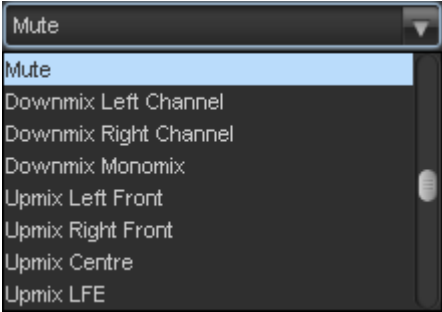 Mute
Mute
Downmix Left Channel
Downmix Right Channel
Downmix Monomix
Upmix Left Front
Upmix Right Front
Upmix Centre
Upmix LFE